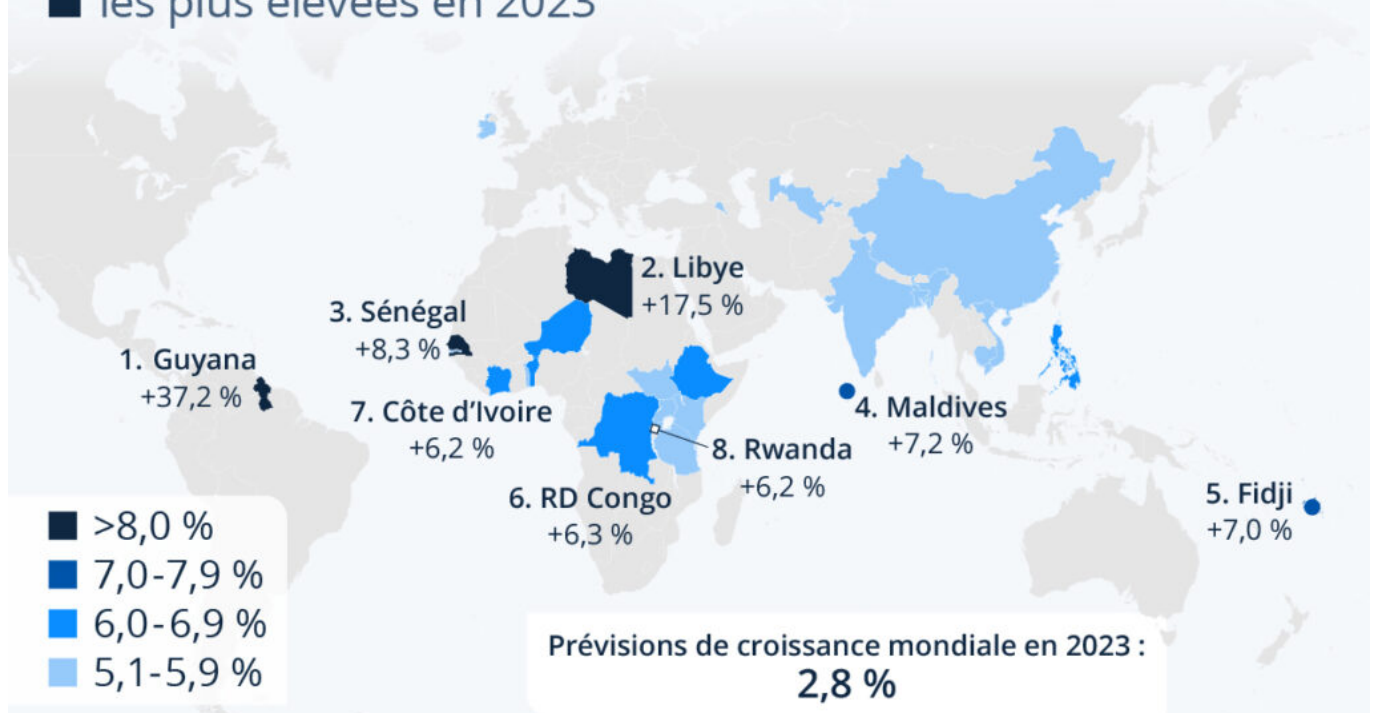 les plus élevées en 2023
2. Libye
+17,5 %
3. Sénégal
+8,3 %
1. Guyana
+37,2 %
7. Côte d’Ivoire
+6,2 %
4. Maldives
+7,2 %
8. Rwanda
+6,2 %
6. RD Congo
+6,3 %
5. Fidji
+7,0 %
>8,0 %
7,0-7,9 %
6,0-6,9 %
5,1-5,9 %
Prévisions de croissance mondiale en 2023 :
2,8 %